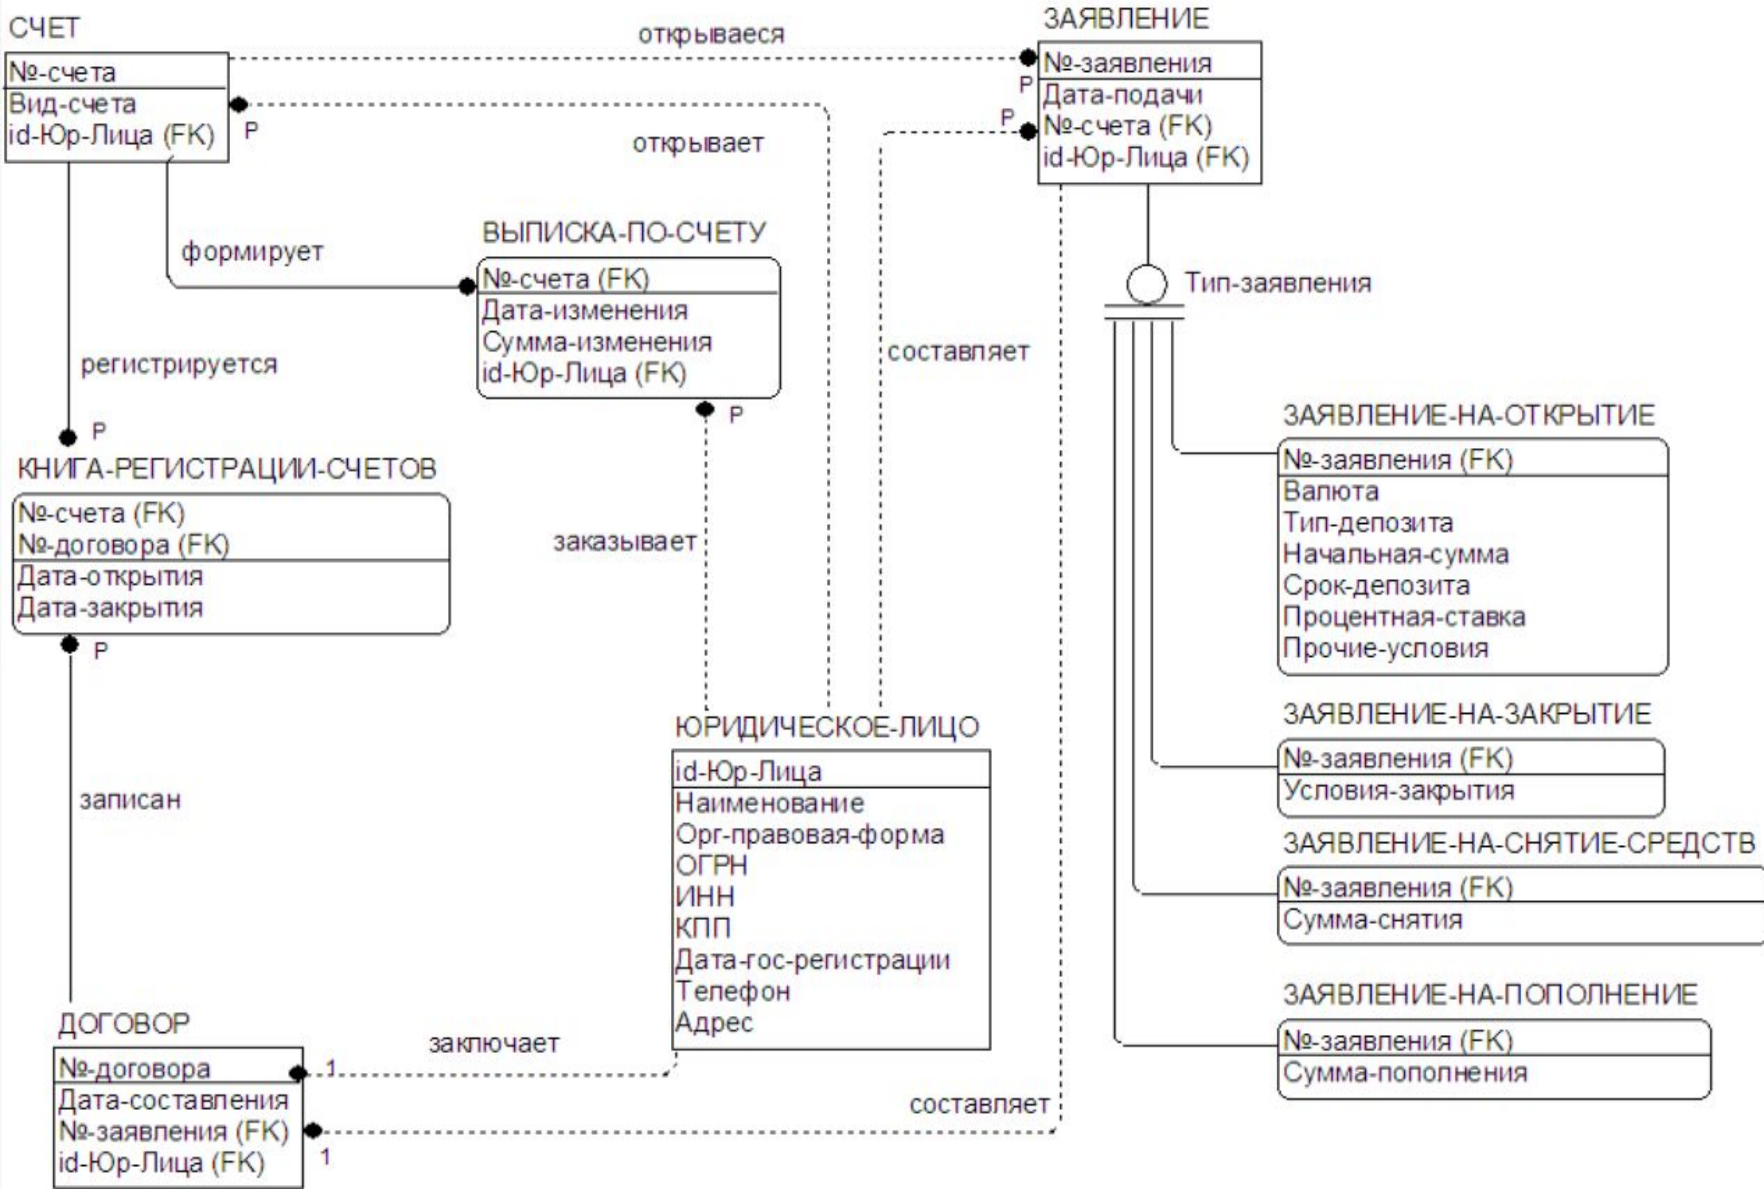 СЧЕТ
№-счета
Вид-счета
id-Юр-Лица (FK)
P
открываеся
открывает
ЗАЯВЛЕНИЕ
№-заявления
Дата-подачи
№-счета (FK)
id-Юр-Лица (FK)
P
P
формирует
ВЫПИСКА-ПО-СЧЕТУ
№-счета (FK)
Дата-изменения
Сумма-изменения
id-Юр-Лица (FK)
P
Тип-заявления
составляет
регистрируется
P
КНИГА-РЕГИСТРАЦИИ-СЧЕТОВ
№-счета (FK)
№-договора (FK)
Дата-открытия
Дата-закрытия
P
заказывает
ЗАЯВЛЕНИЕ-НА-ОТКРЫТИЕ
№-заявления (FK)
Валюта
Тип-депозита
Начальная-сумма
Срок-депозита
Процентная-ставка
Прочие-условия
ЗАЯВЛЕНИЕ-НА-ЗАКРЫТИЕ
№-заявления (FK)
Условия-закрытия
ЗАЯВЛЕНИЕ-НА-СНЯТИЕ-СРЕДСТВ
№-заявления (FK)
Сумма-снятия
ЗАЯВЛЕНИЕ-НА-ПОПОЛНЕНИЕ
№-заявления (FK)
Сумма-пополнения
ЮРИДИЧЕСКОЕ-ЛИЦО
id-Юр-Лица
Наименование
Орг-правовая-форма
ОГРН
ИНН
КПП
Дата-гос-регистрации
Телефон
Адрес
записан
ДОГОВОР
№-договора
Дата-составления
№-заявления (FK)
id-Юр-Лица (FK)
заключает
1
составляет
1